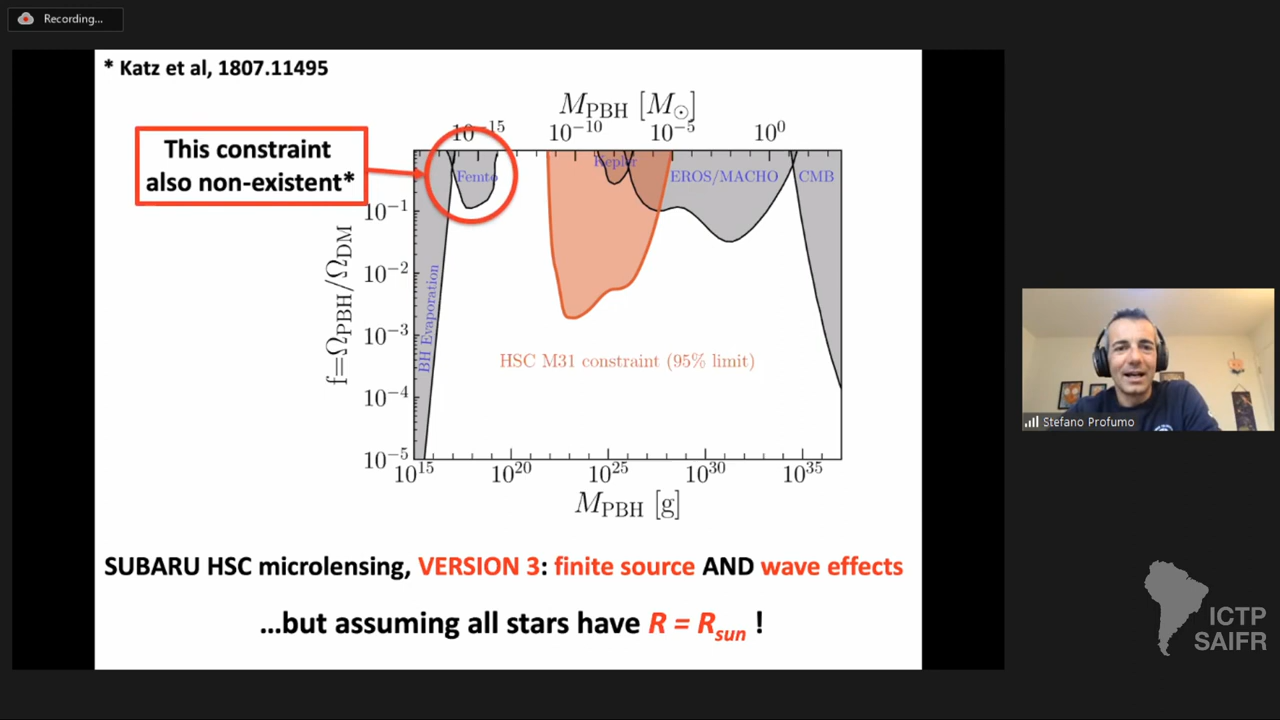 Recording...
* Katz et al, 1807.11495
This constraint
also non-existent*
M_PBH [M_⊙]
10^-15 10^-10 10^-5 10^0
Femto
Kepler
EROS/MACHO
CMB
BH Evaporation
HSC M31 constraint (95% limit)
f=Ω_PBH/Ω_DM
10^-1
10^-2
10^-3
10^-4
10^-5
10^15 10^20 10^25 10^30 10^35
M_PBH [g]
SUBARU HSC microlensing, VERSION 3: finite source AND wave effects
...but assuming all stars have R = R_sun !
Stefano Profumo
ICTP
SAIFR